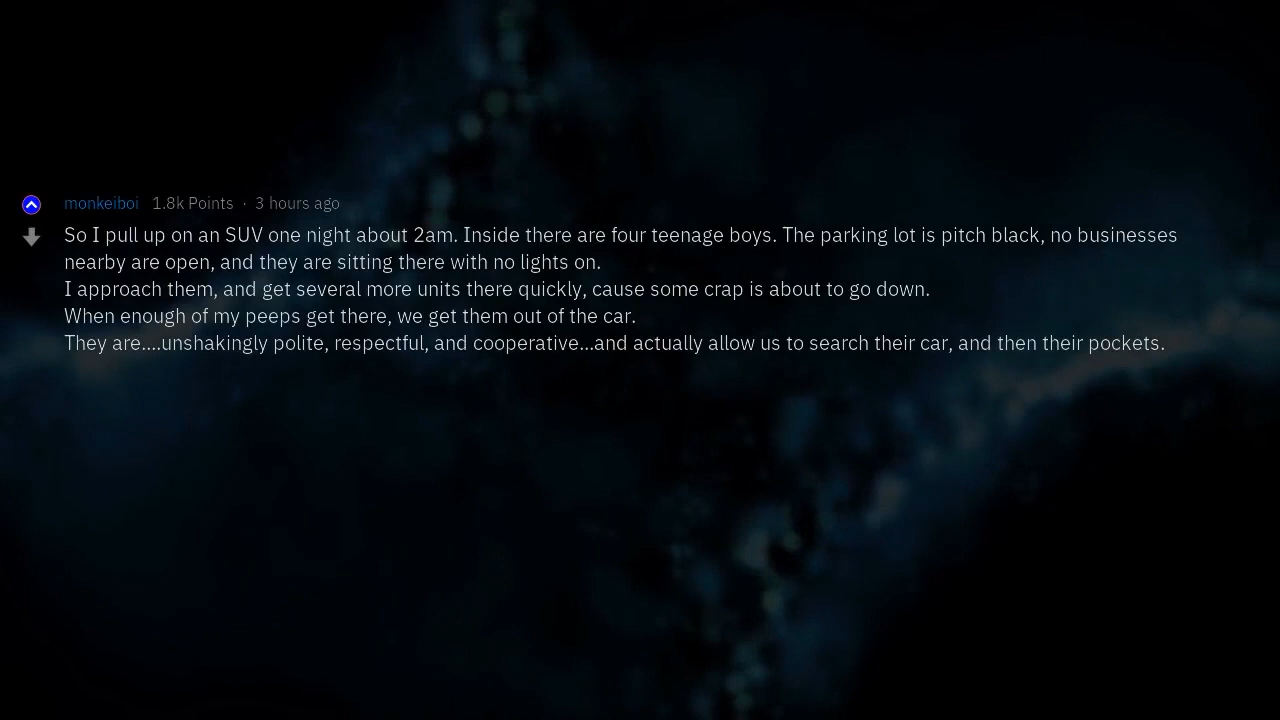 monkeiboi 1.8k Points · 3 hours ago
So I pull up on an SUV one night about 2am. Inside there are four teenage boys. The parking lot is pitch black, no businesses
nearby are open, and they are sitting there with no lights on.
I approach them, and get several more units there quickly, cause some crap is about to go down.
When enough of my peeps get there, we get them out of the car.
They are....unshakingly polite, respectful, and cooperative...and actually allow us to search their car, and then their pockets.